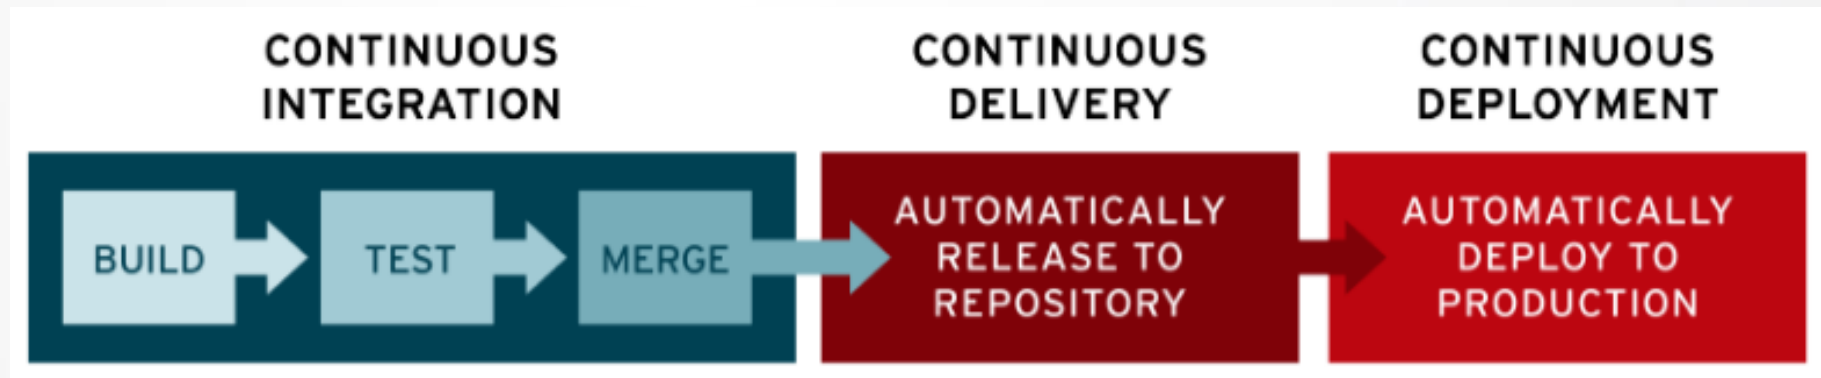 CONTINUOUS
INTEGRATION
BUILD
TEST
MERGE
CONTINUOUS
DELIVERY
AUTOMATICALLY
RELEASE TO
REPOSITORY
CONTINUOUS
DEPLOYMENT
AUTOMATICALLY
DEPLOY TO
PRODUCTION